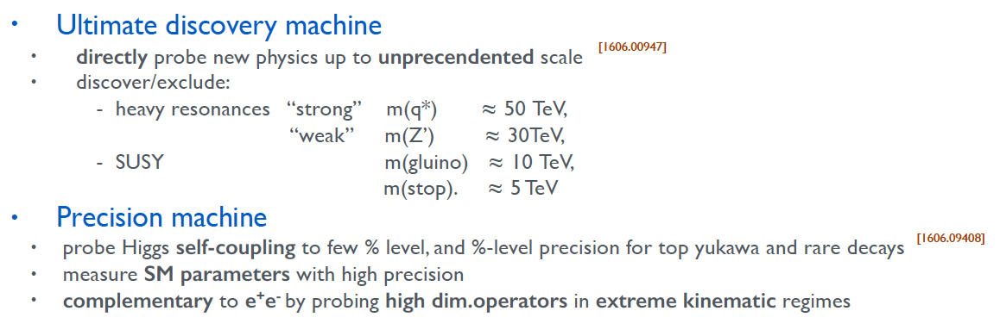 • Ultimate discovery machine
• directly probe new physics up to unprecendented scale [1606.00947]
• discover/exclude:
- heavy resonances “strong” m(q*) ≈ 50 TeV,
“weak” m(Z’) ≈ 30TeV,
- SUSY m(gluino) ≈ 10 TeV,
m(stop). ≈ 5 TeV
• Precision machine
• probe Higgs self-coupling to few % level, and %-level precision for top yukawa and rare decays [1606.09408]
• measure SM parameters with high precision
• complementary to e⁺e⁻ by probing high dim.operators in extreme kinematic regimes